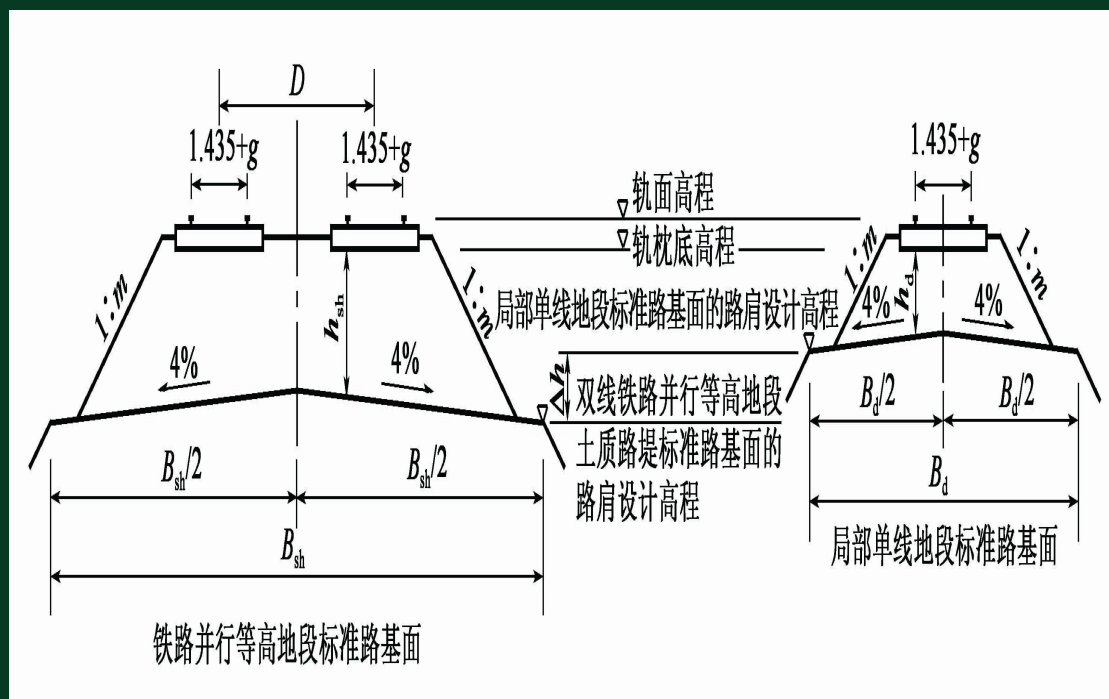 D
1.435+g
1.435+g
1.435+g
轨面高程
轨枕底高程
1:m
h_sh
1:m
局部单线地段标准路基面的路肩设计高程
1:m
h_d
1:m
4%
4%
4%
4%
Δh
双线铁路并行等高地段
土质路堤标准路基面的
路肩设计高程
B_sh/2
B_sh/2
B_d/2
B_d/2
B_sh
B_d
局部单线地段标准路基面
铁路并行等高地段标准路基面